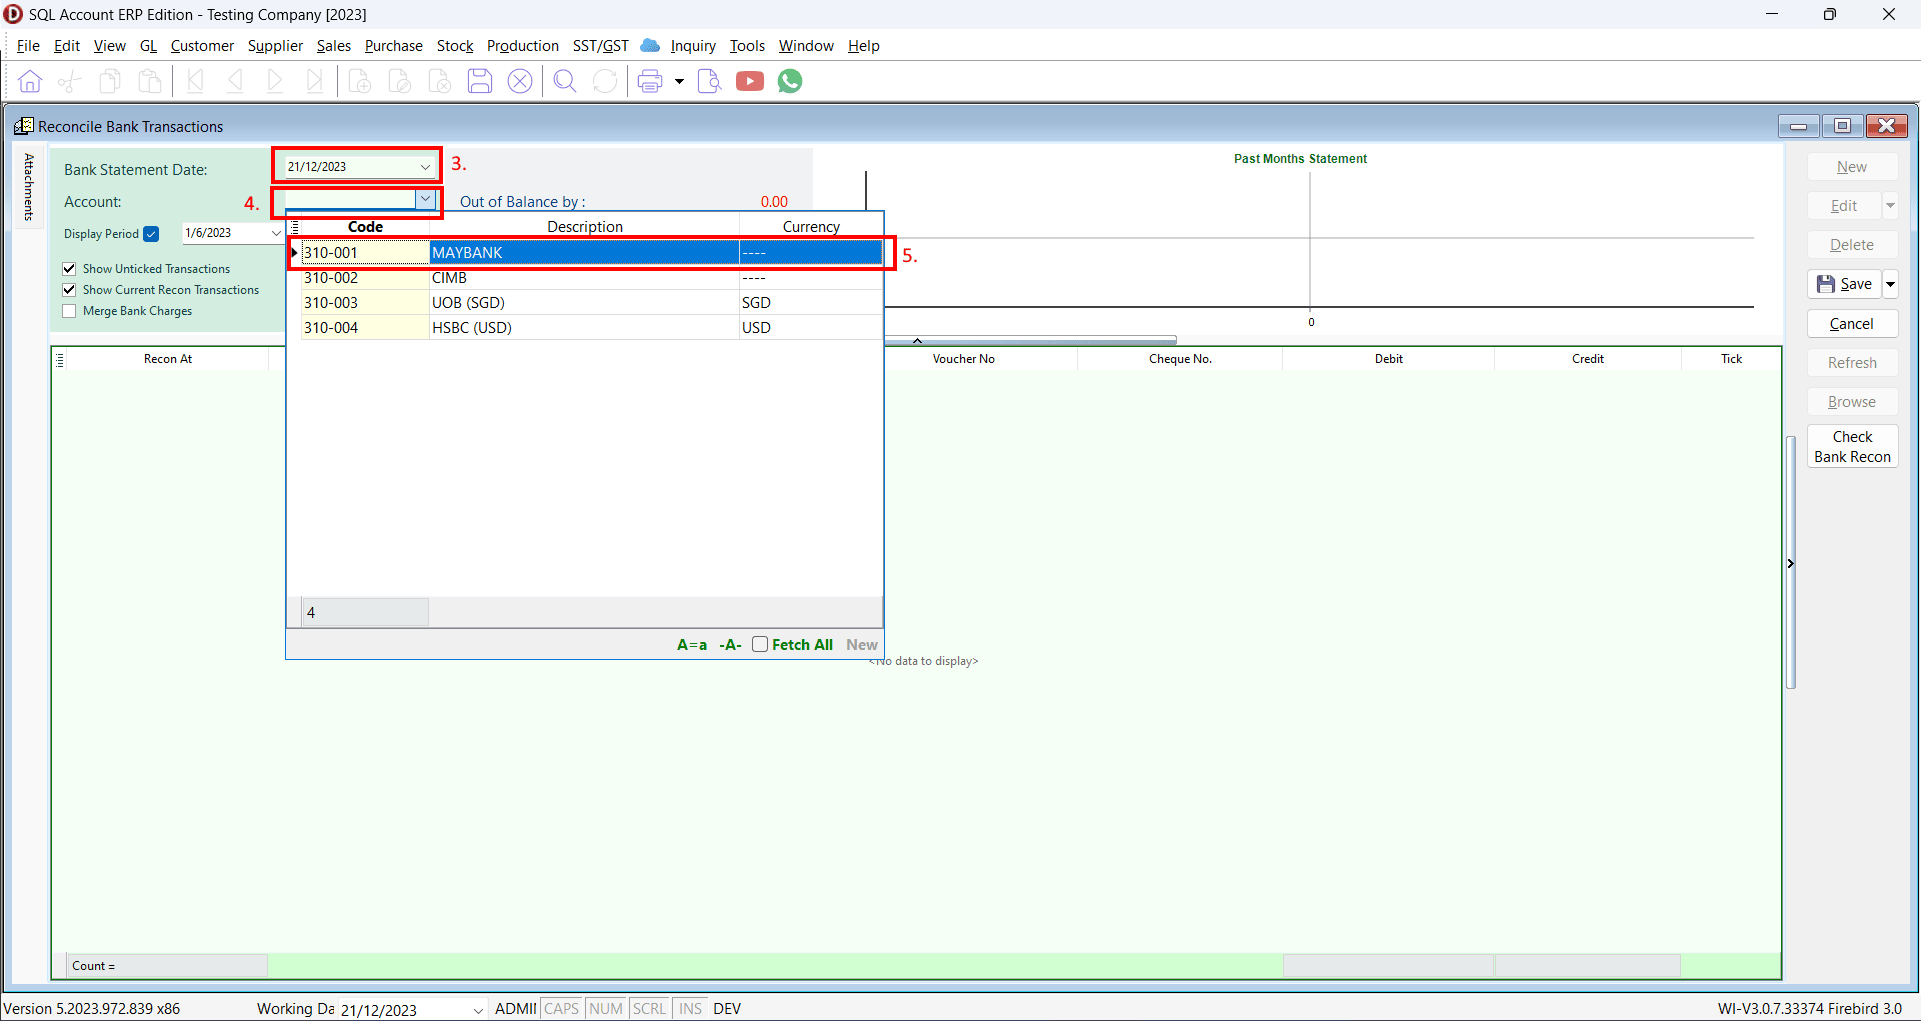 SQL Account ERP Edition - Testing Company [2023]
File Edit View GL Customer Supplier Sales Purchase Stock Production SST/GST Inquiry Tools Window Help
Reconcile Bank Transactions
Attachments
Bank Statement Date: 21/12/2023 3.
Account: 4. Out of Balance by : 0.00
Display Period 1/6/2023
Show Unticked Transactions
Show Current Recon Transactions
Merge Bank Charges
Past Months Statement
0
Code Description Currency
310-001 MAYBANK ---- 5.
310-002 CIMB ----
310-003 UOB (SGD) SGD
310-004 HSBC (USD) USD
4
A=a -A- Fetch All New
Recon At Voucher No Cheque No. Debit Credit Tick
<No data to display>
Count =
New
Edit
Delete
Save
Cancel
Refresh
Browse
Check
Bank Recon
Version 5.2023.972.839 x86 Working Da 21/12/2023 ADMII CAPS NUM SCRL INS DEV WI-V3.0.7.33374 Firebird 3.0